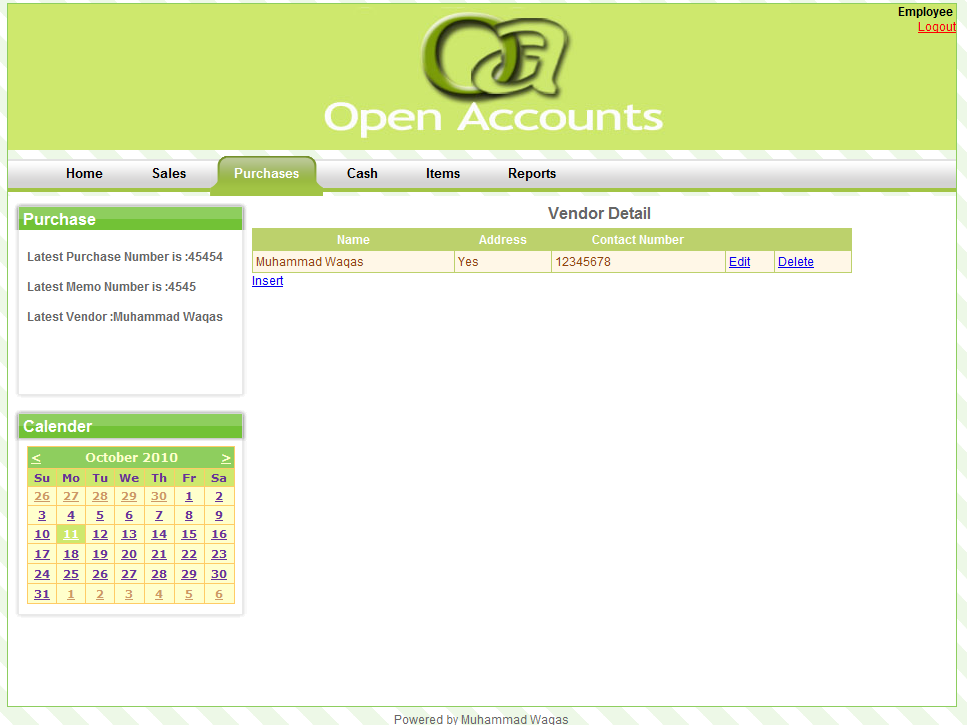 Employee
Logout
Open Accounts
Home Sales Purchases Cash Items Reports
Purchase
Latest Purchase Number is :45454
Latest Memo Number is :4545
Latest Vendor :Muhammad Waqas
Vendor Detail
Name Address Contact Number
Muhammad Waqas Yes 12345678 Edit Delete
Insert
Calender
< October 2010 >
Su Mo Tu We Th Fr Sa
26 27 28 29 30 1 2
3 4 5 6 7 8 9
10 11 12 13 14 15 16
17 18 19 20 21 22 23
24 25 26 27 28 29 30
31 1 2 3 4 5 6
Powered by Muhammad Waqas